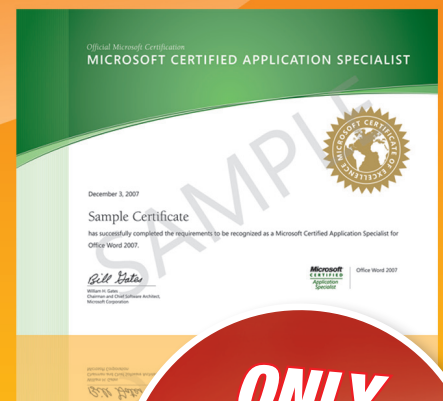 Official Microsoft Certification
MICROSOFT CERTIFIED APPLICATION SPECIALIST
SAMPLE
MICROSOFT CERTIFIED
OF EXCELLENCE
December 3, 2007
Sample Certificate
has successfully completed the requirements to be recognized as a Microsoft Certified Application Specialist for
Office Word 2007.
Bill Gates
William H. Gates
Chairman and Chief Software Architect,
Microsoft Corporation
Microsoft
CERTIFIED
Application
Specialist
Office Word 2007
ONLY